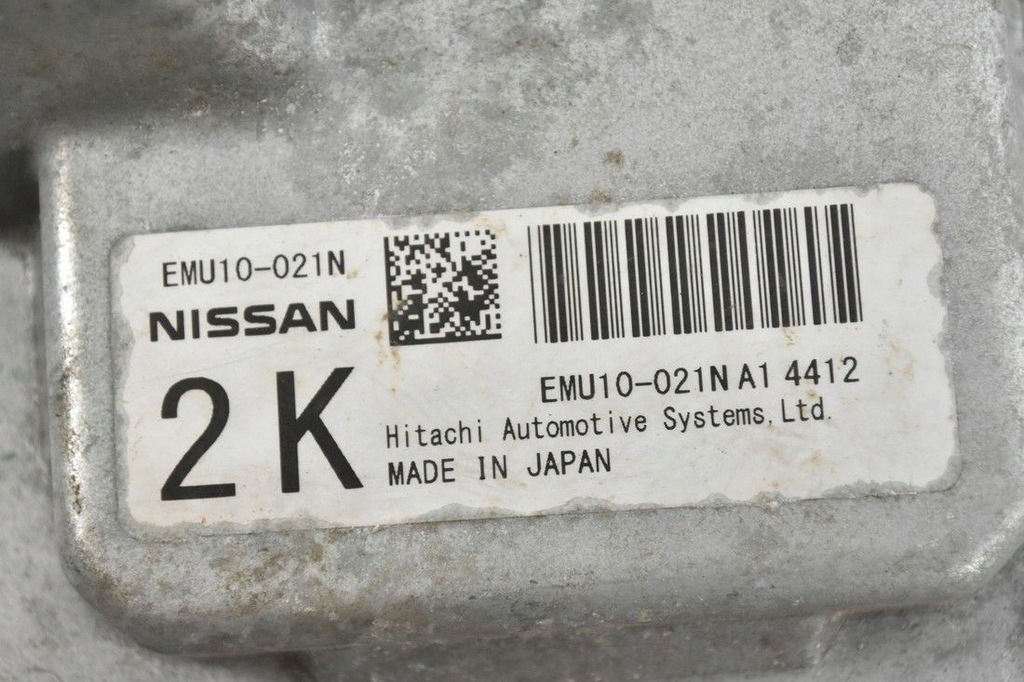 EMU10-021N
NISSAN
2K
EMU10-021N A1 4412
Hitachi Automotive Systems, Ltd.
MADE IN JAPAN